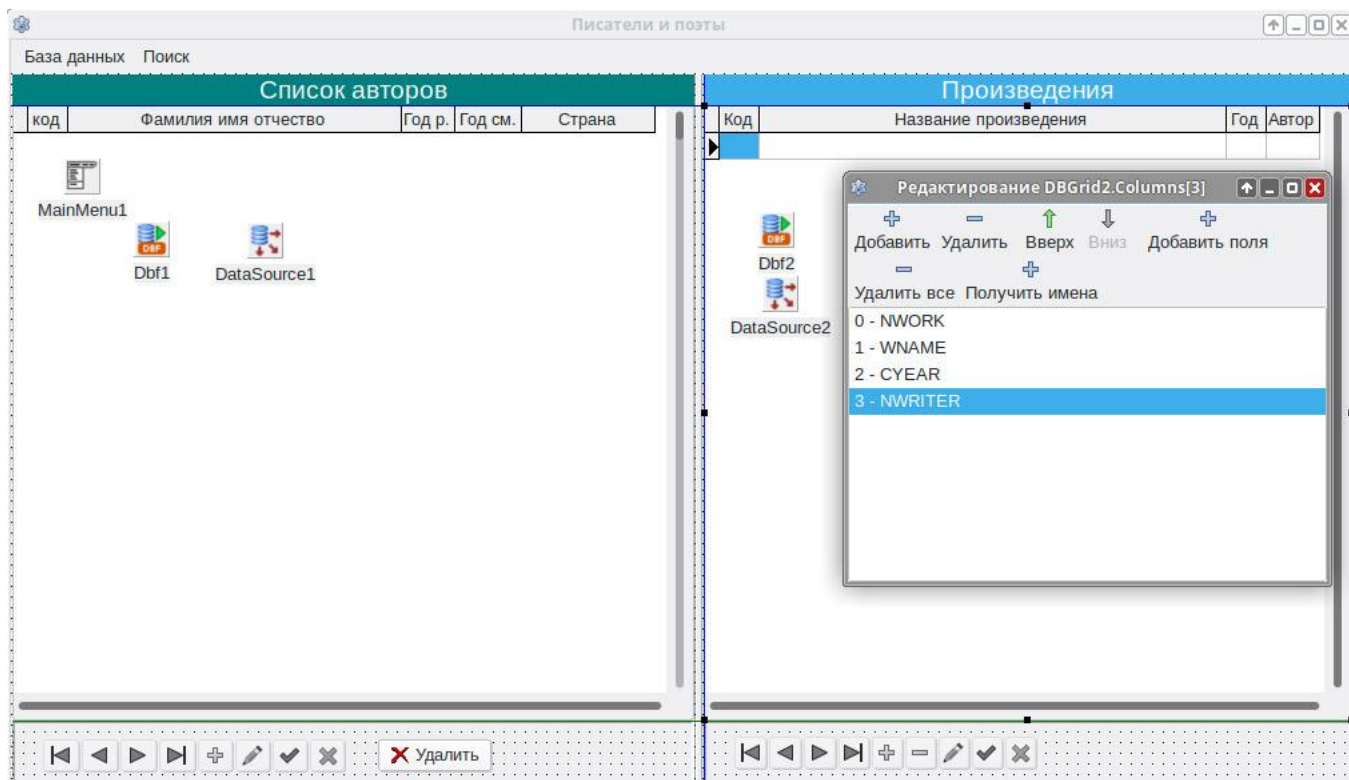 Писатели и поэты
База данных Поиск
Список авторов
код Фамилия имя отчество Год р. Год см. Страна
MainMenu1
DBF
Dbf1 DataSource1
Удалить
Произведения
Код Название произведения Год Автор
DBF
Dbf2
DataSource2
Редактирование DBGrid2.Columns[3]
Добавить Удалить Вверх Вниз Добавить поля
Удалить все Получить имена
0 - NWORK
1 - WNAME
2 - CYEAR
3 - NWRITER